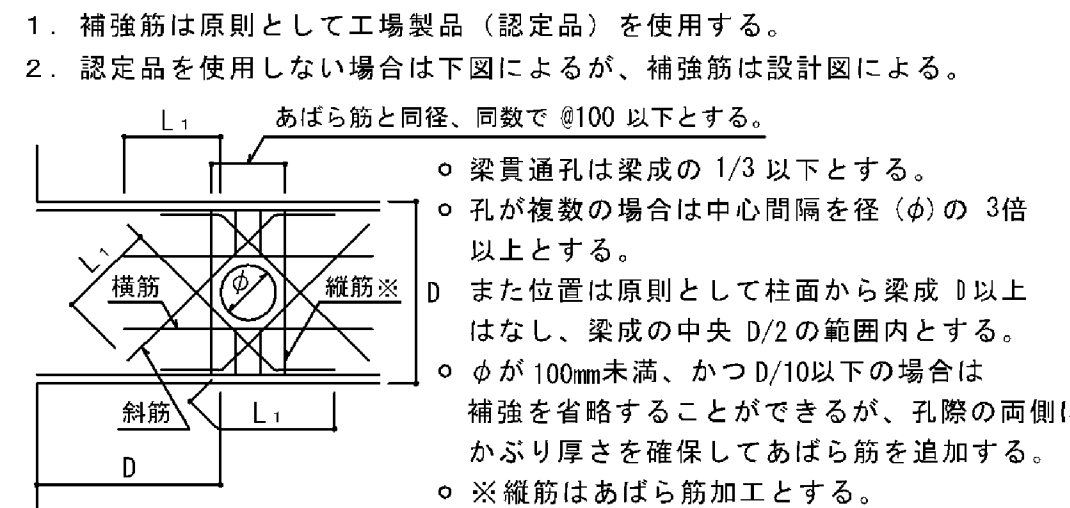 １．補強筋は原則として工場製品（認定品）を使用する。
２．認定品を使用しない場合は下図によるが、補強筋は設計図による。
L1
あばら筋と同径、同数で @100 以下とする。
梁貫通孔は梁成の 1/3 以下とする。
孔が複数の場合は中心間隔を径 (φ)の 3倍
以上とする。
L1
横筋
φ
縦筋※
D
また位置は原則として柱面から梁成 D以上
はなし、梁成の中央 D/2の範囲内とする。
φが100mm未満、かつD/10以下の場合は
斜筋
L1
補強を省略することができるが、孔際の両側に
かぶり厚さを確保してあばら筋を追加する。
D
※縦筋はあばら筋加工とする。